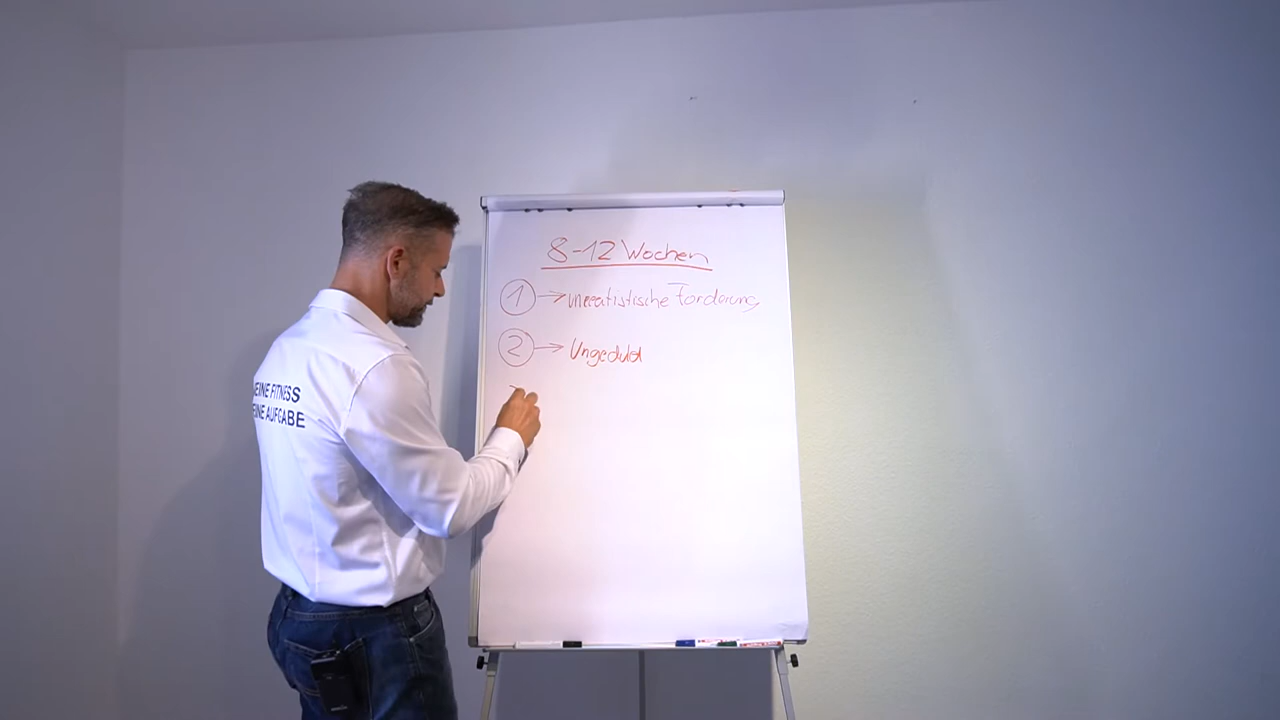 8-12 Wochen
1 → unrealistische Forderung
2 → Ungeduld
EINE FITNESS
EINE AUFGABE